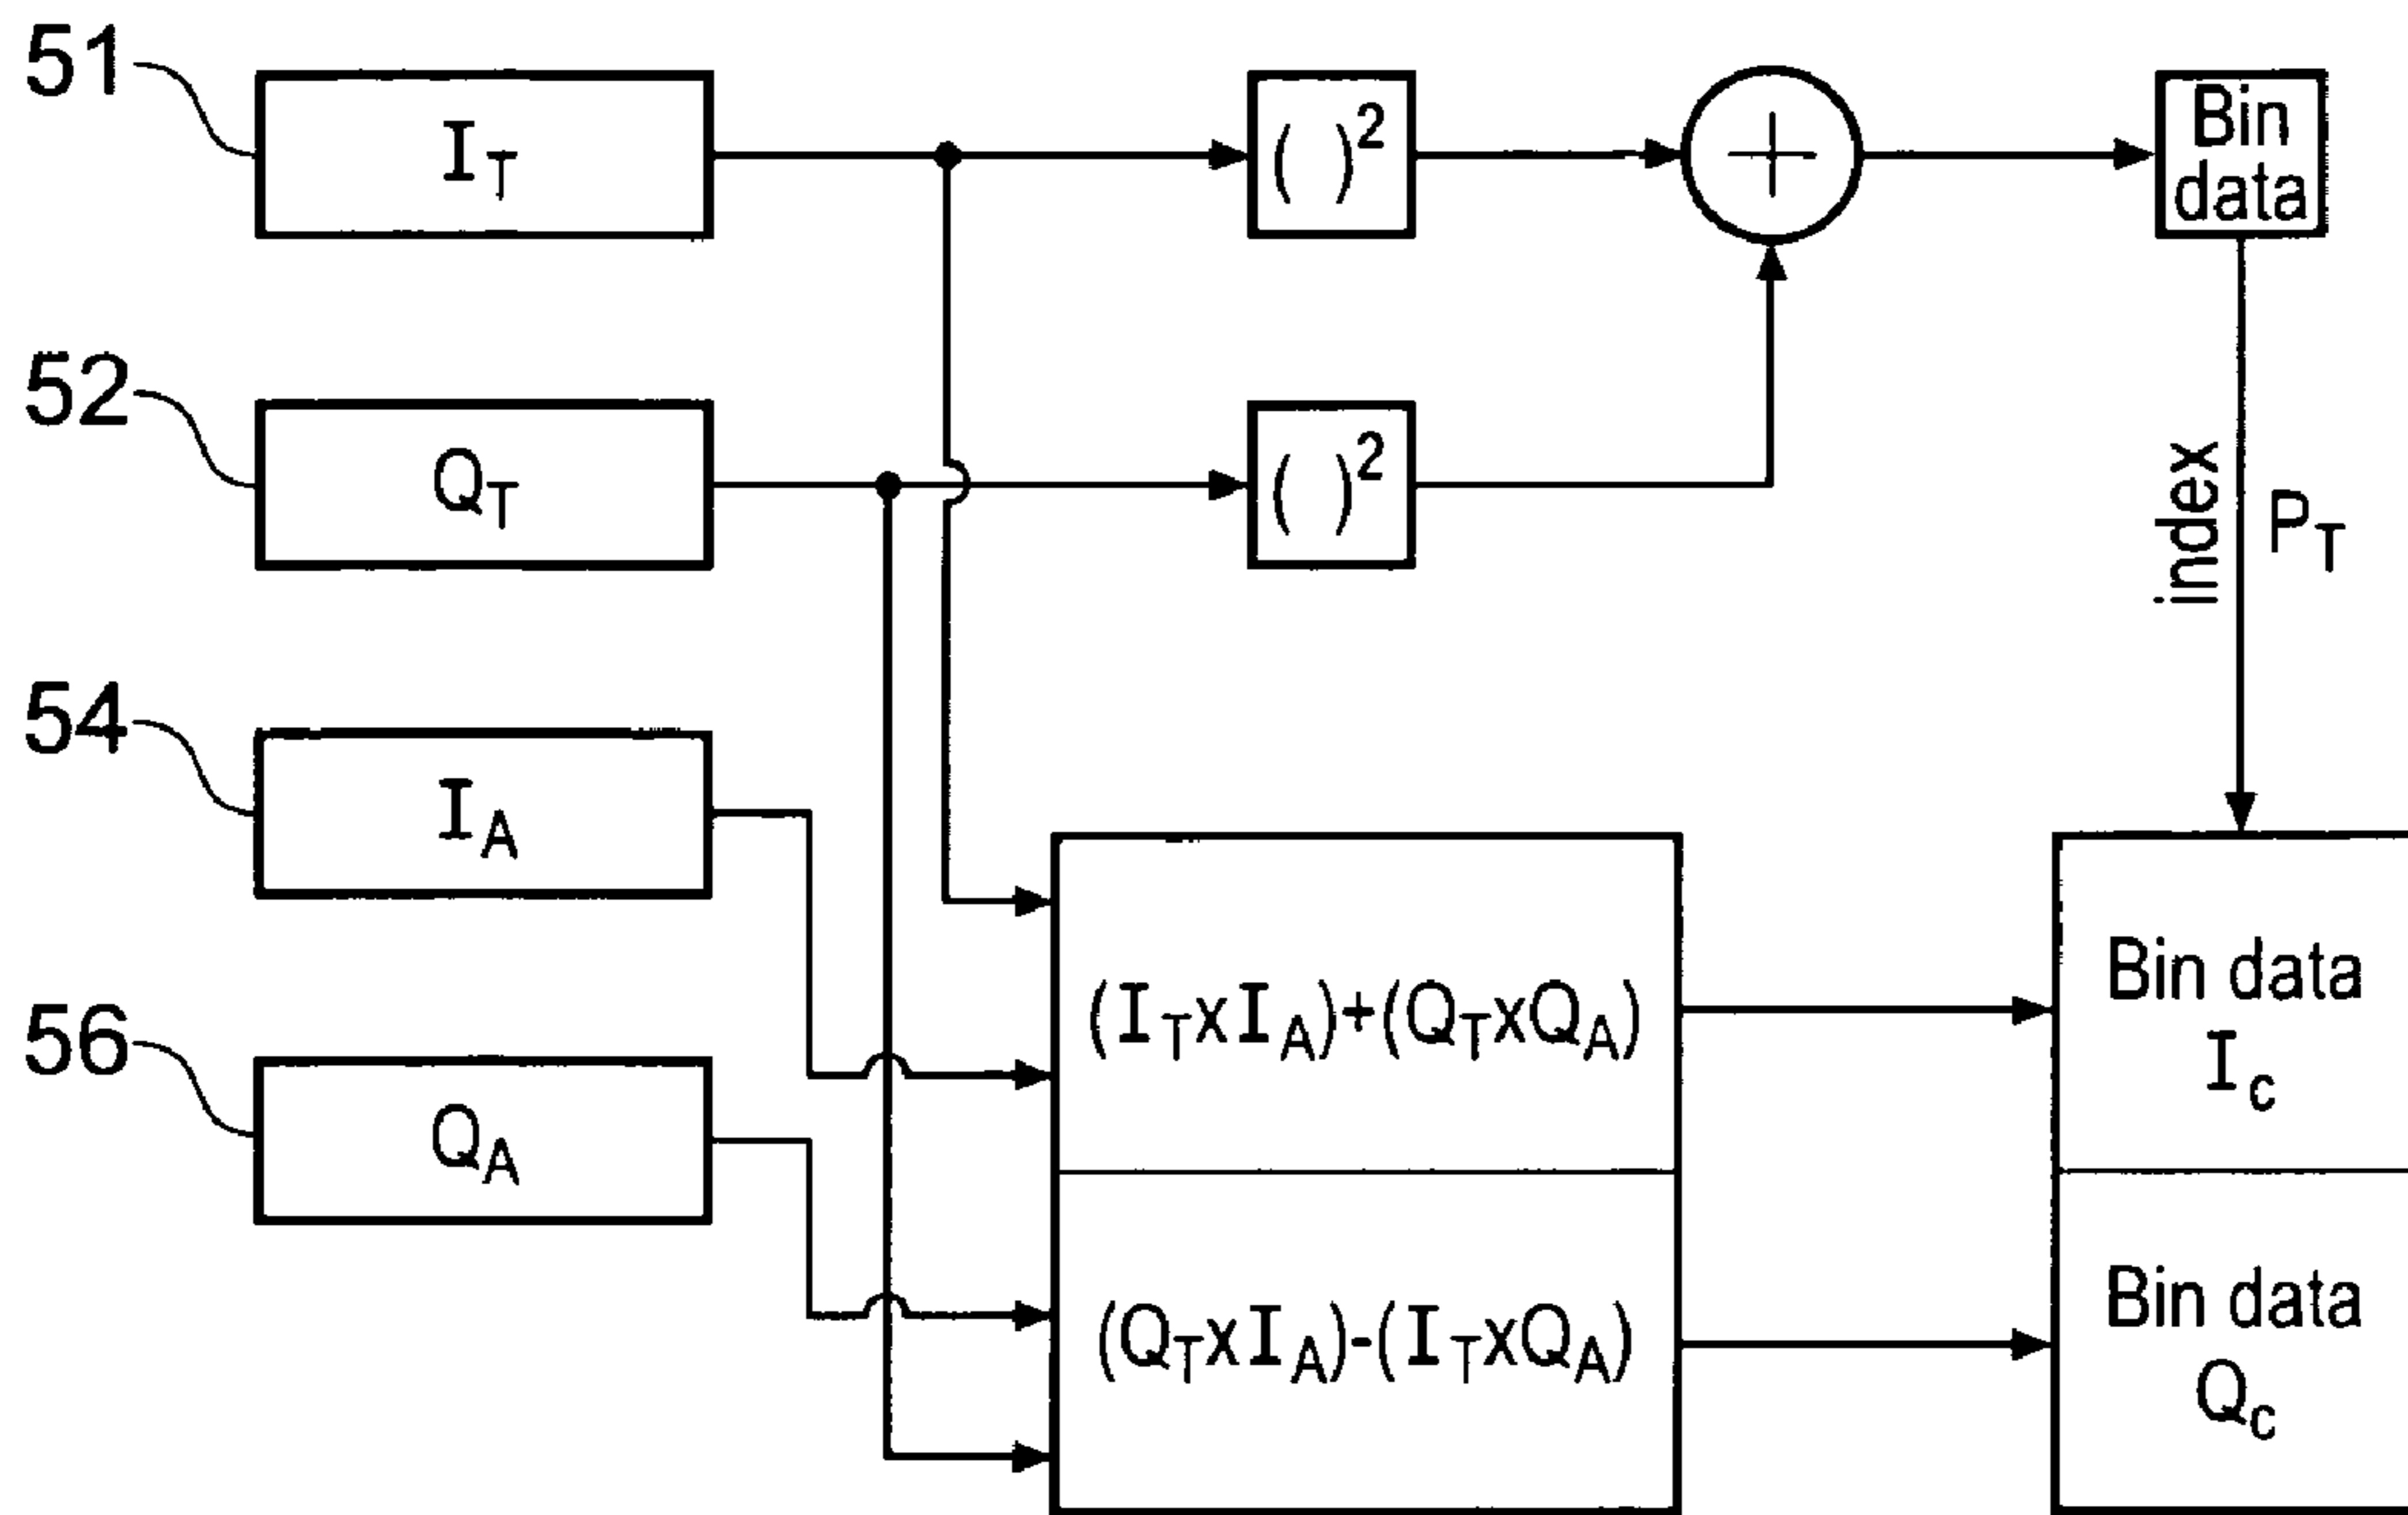 51
I_T
( )²
+
Bin
data
52
Q_T
( )²
index
P_T
54
I_A
56
Q_A
(I_TxI_A)+(Q_TxQ_A)
(Q_TxI_A)-(I_TxQ_A)
Bin data
I_c
Bin data
Q_c